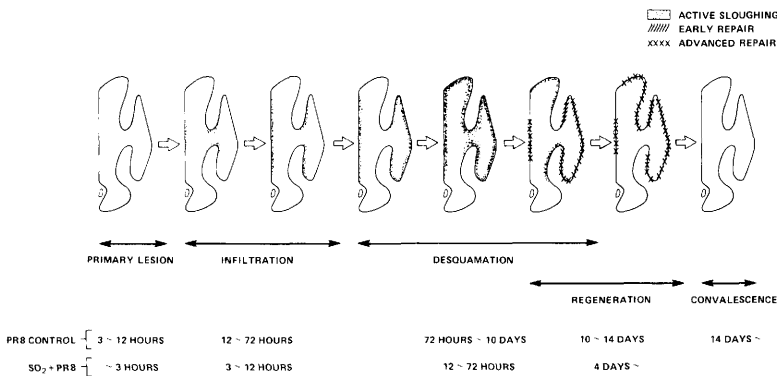 ACTIVE SLOUGHING
EARLY REPAIR
XXXX ADVANCED REPAIR
PRIMARY LESION
INFILTRATION
DESQUAMATION
REGENERATION
CONVALESCENCE
PR8 CONTROL 3 ~ 12 HOURS 12 ~ 72 HOURS 72 HOURS ~ 10 DAYS 10 ~ 14 DAYS 14 DAYS ~
SO₂ + PR8 ~ 3 HOURS 3 ~ 12 HOURS 12 ~ 72 HOURS 4 DAYS ~